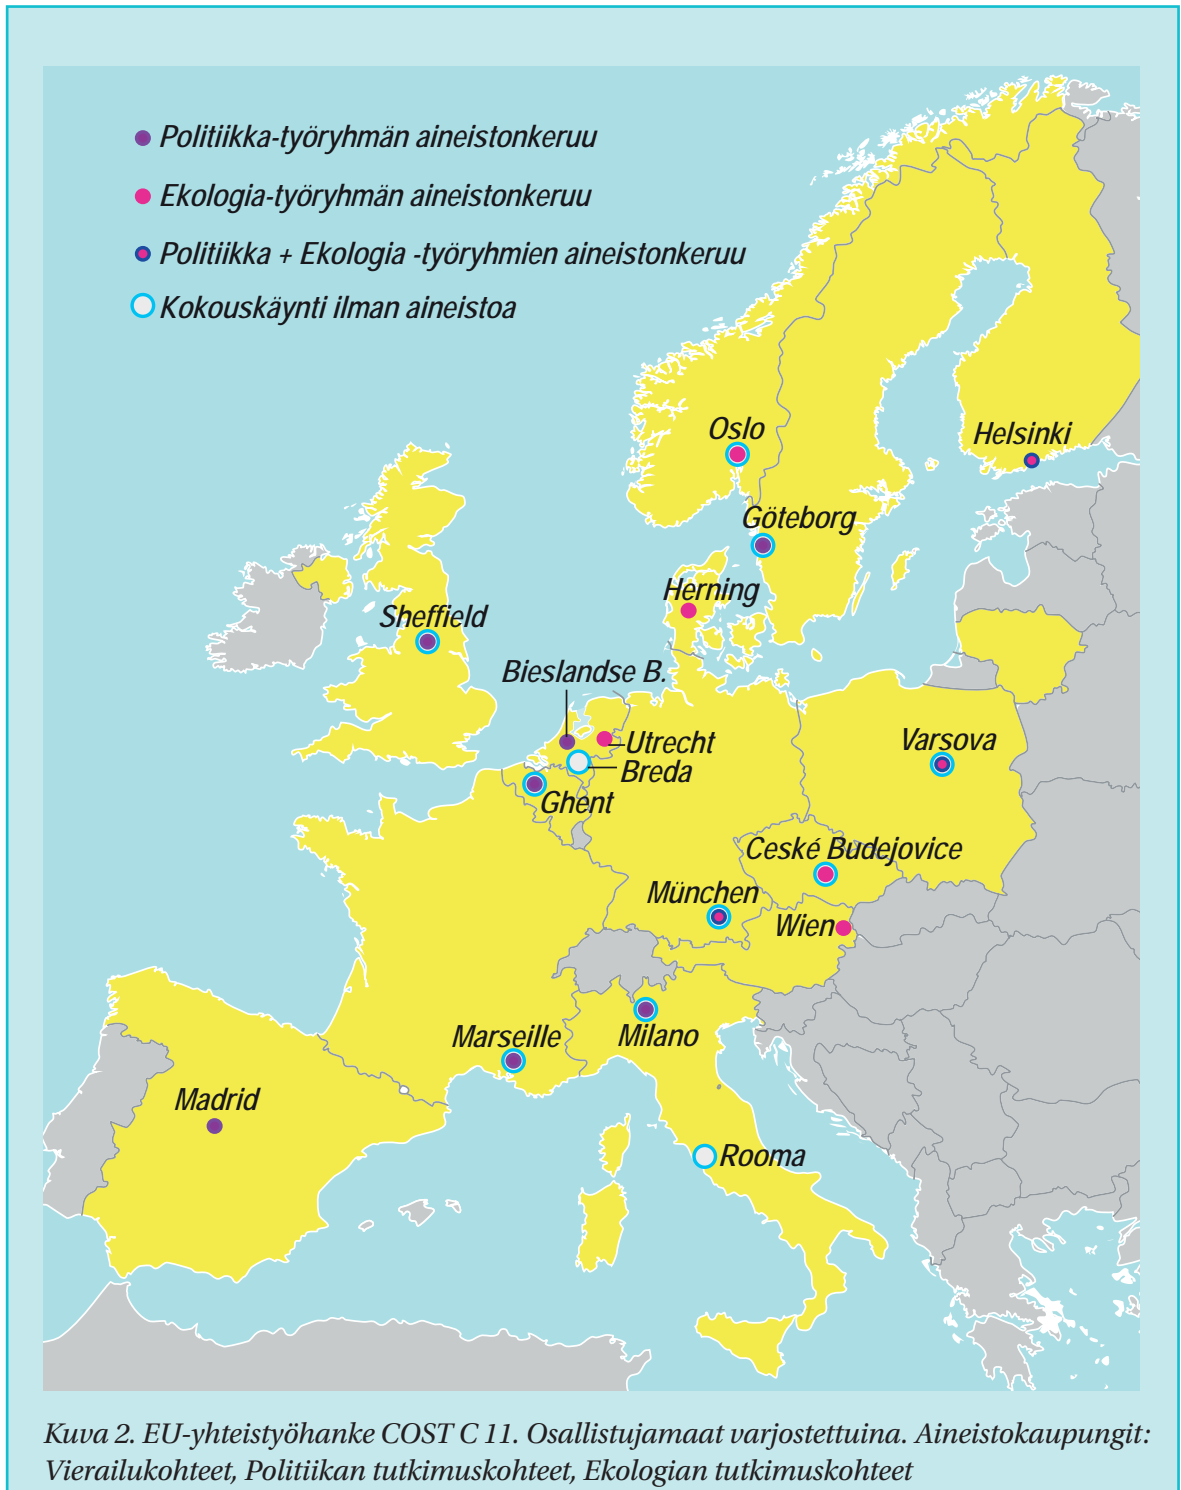 Politiikka-työryhmän aineistonkeruu
Ekologia-työryhmän aineistonkeruu
Politiikka + Ekologia -työryhmien aineistonkeruu
Kokouskäynti ilman aineistoa
Oslo
Helsinki
Göteborg
Herning
Sheffield
Bieslandse B.
Utrecht
Varsova
Breda
Ghent
Ceské Budejovice
München
Wien
Milano
Marseille
Madrid
Rooma
Kuva 2. EU-yhteistyöhanke COST C 11. Osallistujamaat varjostettuina. Aineistokaupungit:
Vierailukohteet, Politiikan tutkimuskohteet, Ekologian tutkimuskohteet